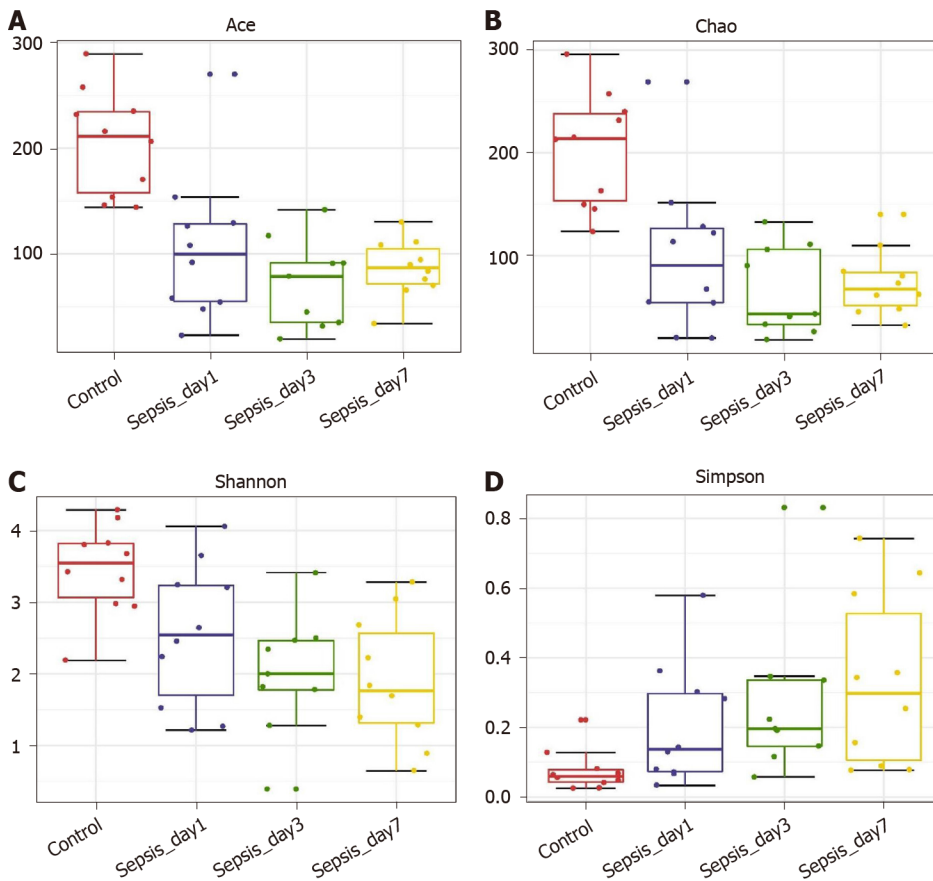 A
Ace
300
200
100
Control
Sepsis_day1
Sepsis_day3
Sepsis_day7
B
Chao
300
200
100
Control
Sepsis_day1
Sepsis_day3
Sepsis_day7
C
Shannon
4
3
2
1
Control
Sepsis_day1
Sepsis_day3
Sepsis_day7
D
Simpson
0.8
0.6
0.4
0.2
0.0
Control
Sepsis_day1
Sepsis_day3
Sepsis_day7